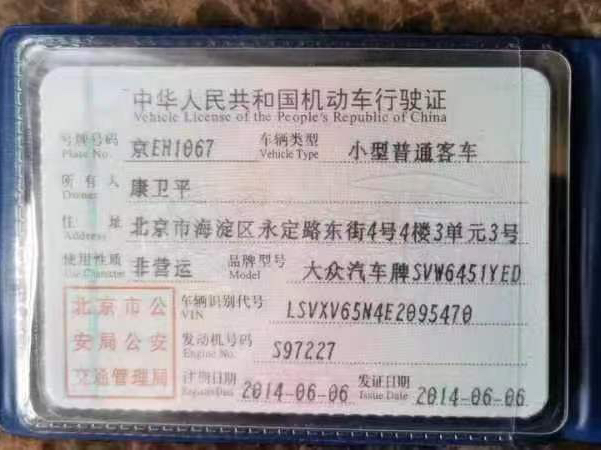 中华人民共和国机动车行驶证
Vehicle License of the People's Republic of China
号牌号码 京EH1067 车辆类型 小型普通客车
Plate No. Vehicle Type
所有人 康卫平
Owner
住址 北京市海淀区永定路东街4号4楼3单元3号
Address
使用性质 非营运 品牌型号 大众汽车牌SVW6451YED
Use Character Model
北京市公
安局公安
交通管理局
车辆识别代号 LSVXV65N4E2095470
VIN
发动机号码 S97227
Engine No.
注册日期 2014-06-06 发证日期 2014-06-06
Register Date Issue Date